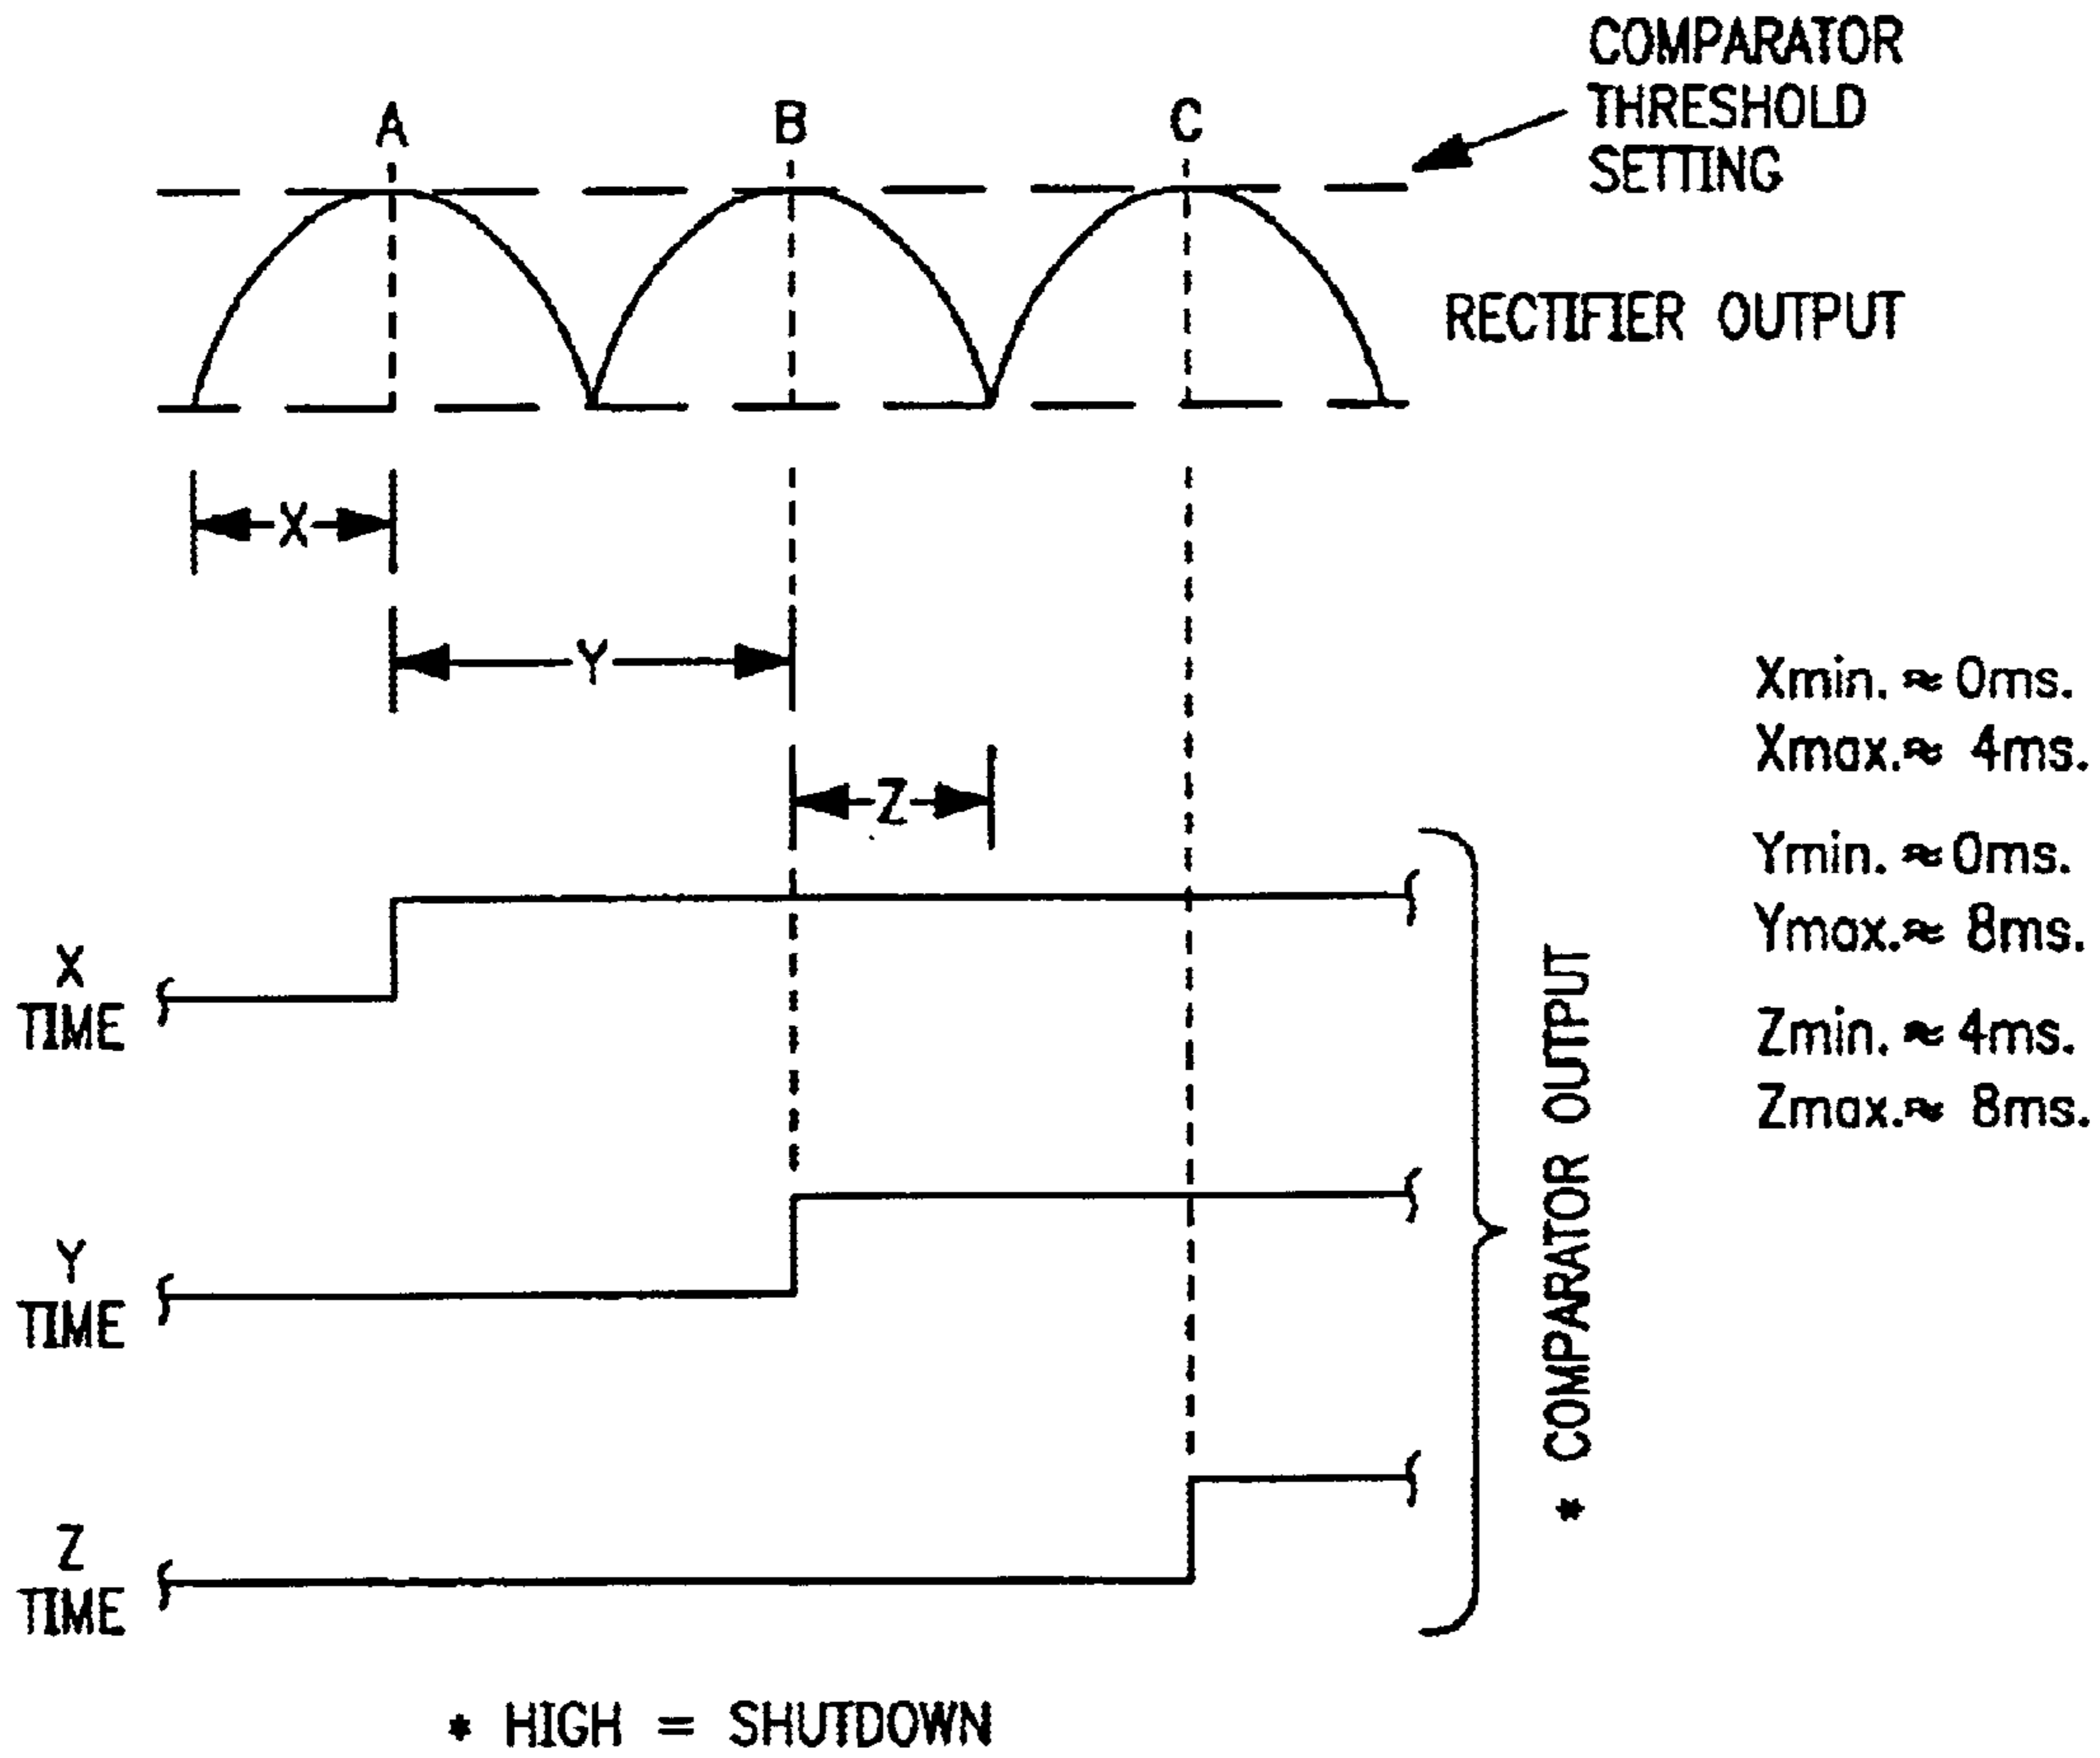 COMPARATOR
THRESHOLD
SETTING
A
B
C
RECTIFIER OUTPUT
X
Y
Z
Xmin. ≈ 0ms.
Xmax.≈ 4ms.
Ymin. ≈ 0ms.
Ymax.≈ 8ms.
Zmin. ≈ 4ms.
Zmax.≈ 8ms.
X
TIME
Y
TIME
Z
TIME
* COMPARATOR OUTPUT
* HIGH = SHUTDOWN